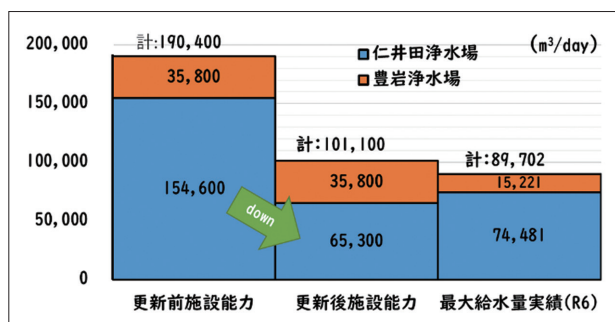 (m³/day)
仁井田浄水場
豊岩浄水場
200,000
150,000
100,000
50,000
0
計:190,400
35,800
154,600
down
計:101,100
35,800
65,300
計:89,702
15,221
74,481
更新前施設能力
更新後施設能力
最大給水量実績(R6)